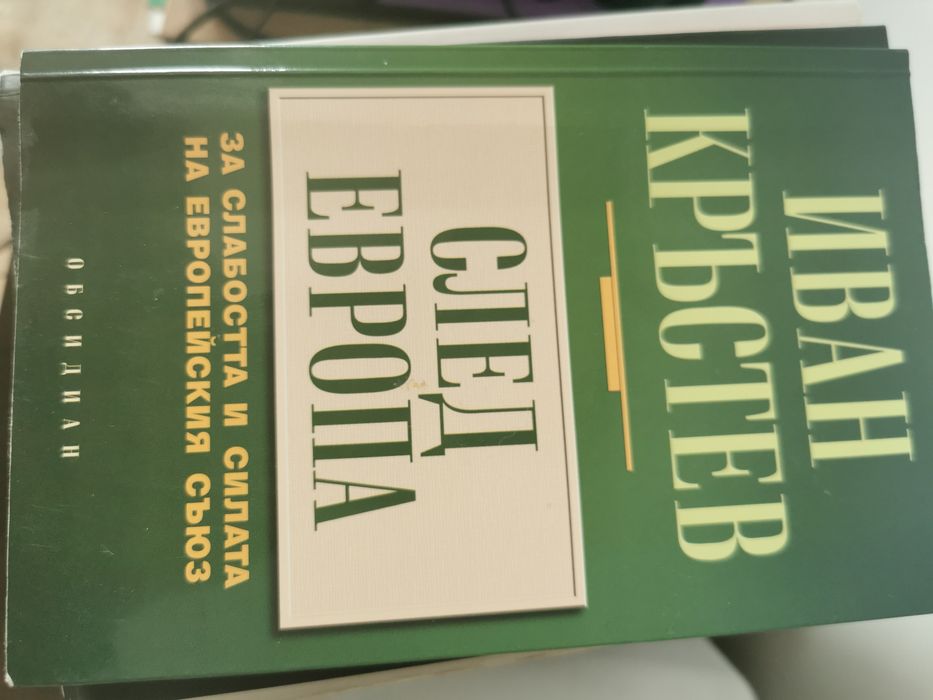 ИВАН
КРЪСТЕВ
СЛЕД
ЕВРОПА
ЗА СЛАБОСТТА И СИЛАТА
НА ЕВРОПЕЙСКИЯ СЪЮЗ
ОБСИДИАН